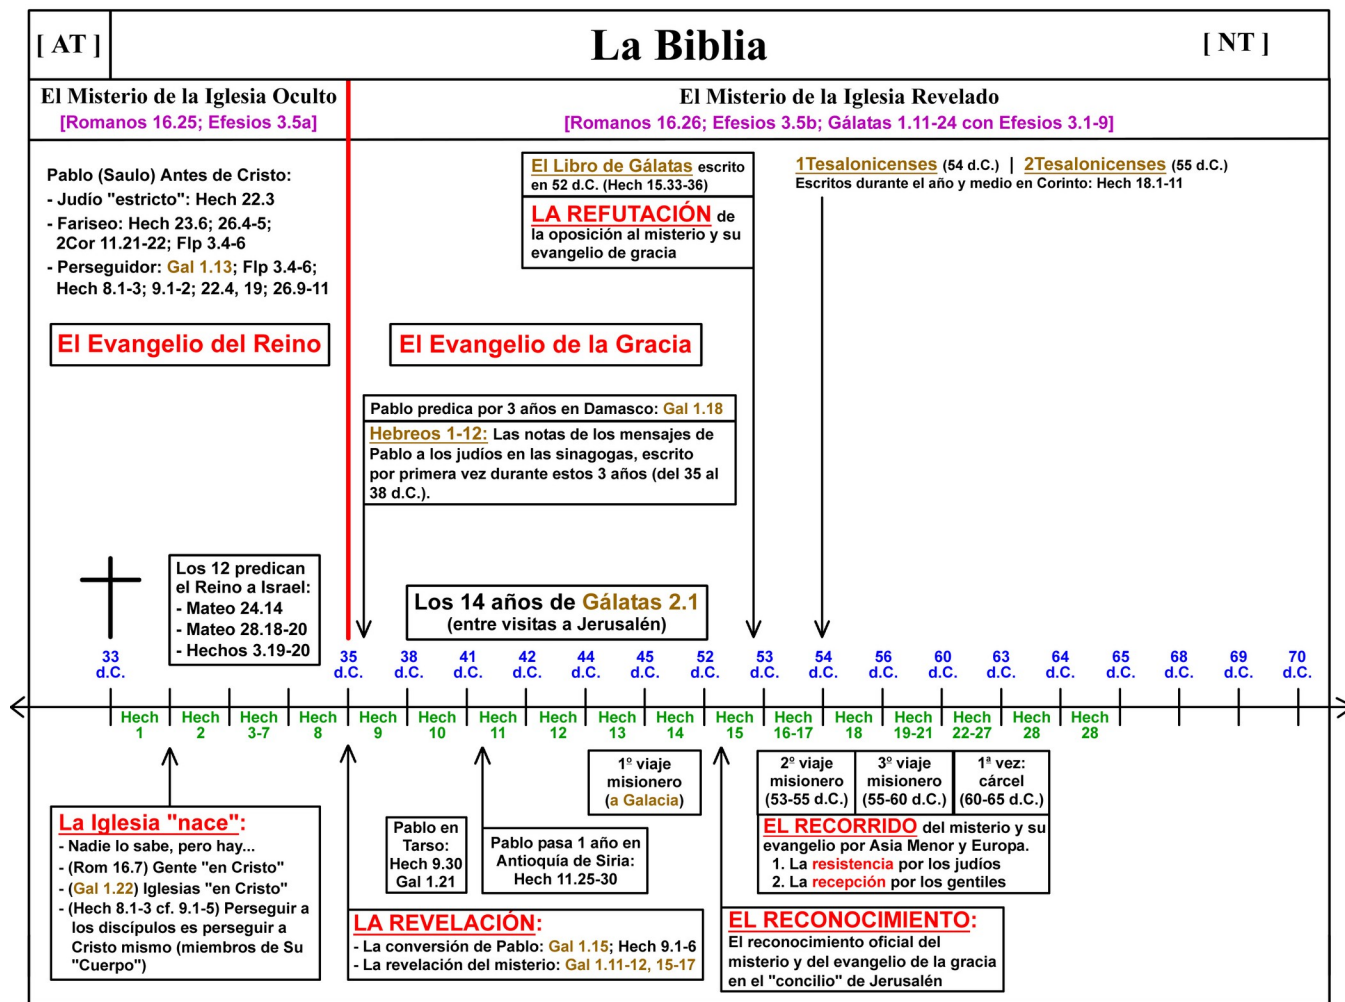 [ AT ]
La Biblia
[ NT ]
El Misterio de la Iglesia Oculto
[Romanos 16.25; Efesios 3.5a]
El Misterio de la Iglesia Revelado
[Romanos 16.26; Efesios 3.5b; Gálatas 1.11-24 con Efesios 3.1-9]
Pablo (Saulo) Antes de Cristo:
- Judío "estricto": Hech 22.3
- Fariseo: Hech 23.6; 26.4-5;
2Cor 11.21-22; Flp 3.4-6
- Perseguidor: Gal 1.13; Flp 3.4-6;
Hech 8.1-3; 9.1-2; 22.4, 19; 26.9-11
El Libro de Gálatas escrito
en 52 d.C. (Hech 15.33-36)
LA REFUTACIÓN de
la oposición al misterio y su
evangelio de gracia
1Tesalonicenses (54 d.C.) | 2Tesalonicenses (55 d.C.)
Escritos durante el año y medio en Corinto: Hech 18.1-11
El Evangelio del Reino
El Evangelio de la Gracia
Pablo predica por 3 años en Damasco: Gal 1.18
Hebreos 1-12: Las notas de los mensajes de
Pablo a los judíos en las sinagogas, escrito
por primera vez durante estos 3 años (del 35 al
38 d.C.).
Los 12 predican
el Reino a Israel:
- Mateo 24.14
- Mateo 28.18-20
- Hechos 3.19-20
Los 14 años de Gálatas 2.1
(entre visitas a Jerusalén)
33 d.C.
35 d.C.
38 d.C.
41 d.C.
42 d.C.
44 d.C.
45 d.C.
52 d.C.
53 d.C.
54 d.C.
56 d.C.
60 d.C.
63 d.C.
64 d.C.
65 d.C.
68 d.C.
69 d.C.
70 d.C.
Hech 1
Hech 2
Hech 3-7
Hech 8
Hech 9
Hech 10
Hech 11
Hech 12
Hech 13
Hech 14
Hech 15
Hech 16-17
Hech 18
Hech 19-21
Hech 22-27
Hech 28
Hech 28
La Iglesia "nace":
- Nadie lo sabe, pero hay...
- (Rom 16.7) Gente "en Cristo"
- (Gal 1.22) Iglesias "en Cristo"
- (Hech 8.1-3 cf. 9.1-5) Perseguir a
los discípulos es perseguir a
Cristo mismo (miembros de Su
"Cuerpo")
Pablo en
Tarso:
Hech 9.30
Gal 1.21
Pablo pasa 1 año en
Antioquía de Siria:
Hech 11.25-30
1º viaje
misionero
(a Galacia)
2º viaje
misionero
(53-55 d.C.)
3º viaje
misionero
(55-60 d.C.)
1ª vez:
cárcel
(60-65 d.C.)
EL RECORRIDO del misterio y su
evangelio por Asia Menor y Europa.
1. La resistencia por los judíos
2. La recepción por los gentiles
LA REVELACIÓN:
- La conversión de Pablo: Gal 1.15; Hech 9.1-6
- La revelación del misterio: Gal 1.11-12, 15-17
EL RECONOCIMIENTO:
El reconocimiento oficial del
misterio y del evangelio de la gracia
en el "concilio" de Jerusalén